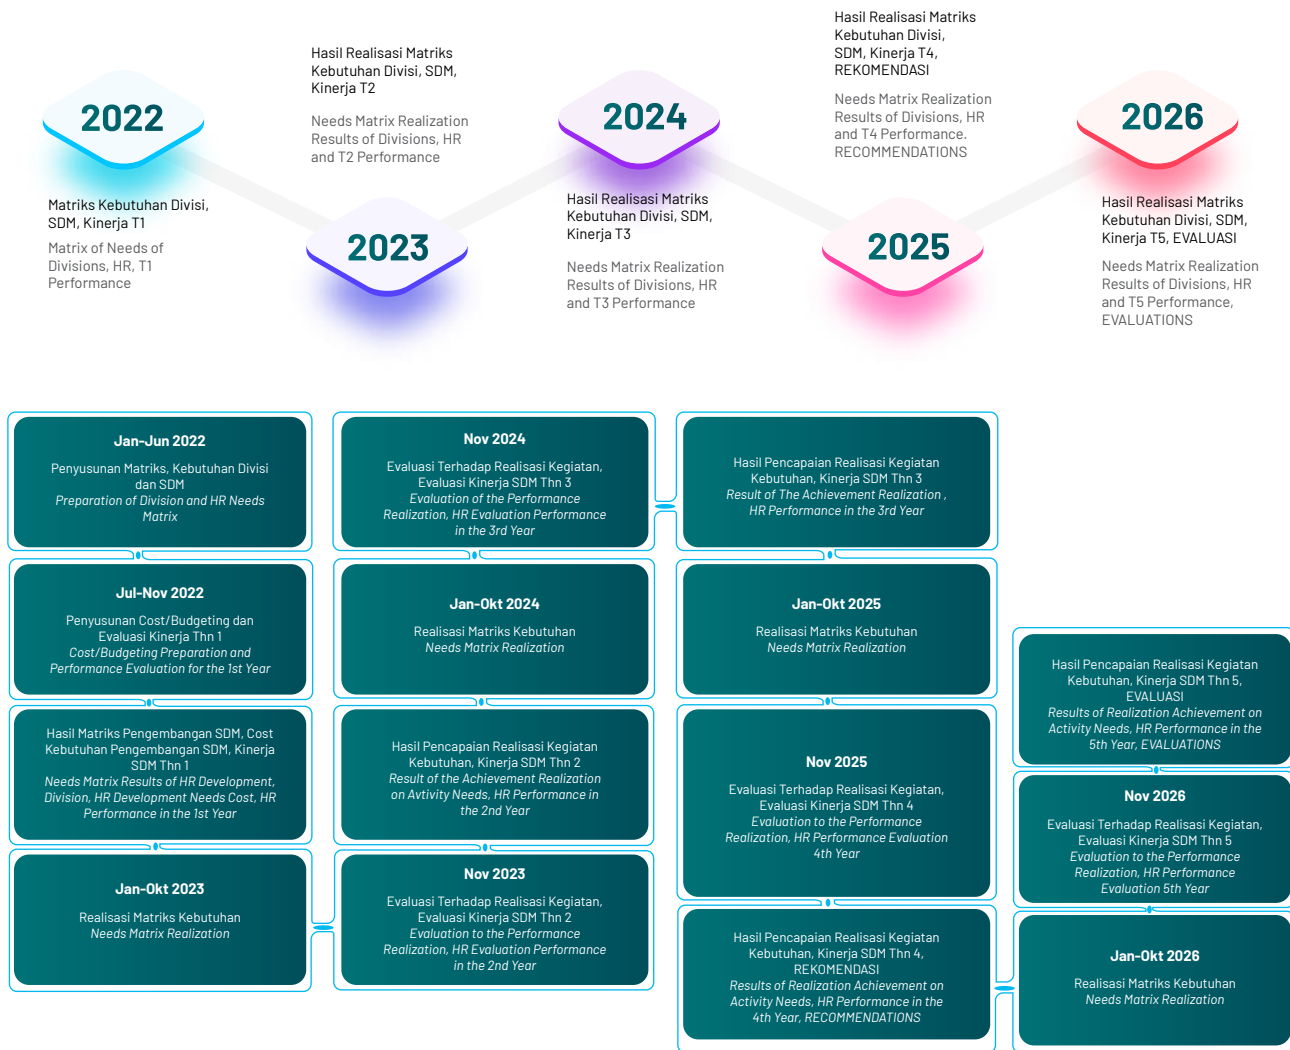 2022
Matriks Kebutuhan Divisi,
SDM, Kinerja T1
Matrix of Needs of
Divisions, HR, T1
Performance
Hasil Realisasi Matriks
Kebutuhan Divisi, SDM,
Kinerja T2
Needs Matrix Realization
Results of Divisions, HR
and T2 Performance
2023
2024
Hasil Realisasi Matriks
Kebutuhan Divisi, SDM,
Kinerja T3
Needs Matrix Realization
Results of Divisions, HR
and T3 Performance
Hasil Realisasi Matriks
Kebutuhan Divisi,
SDM, Kinerja T4,
REKOMENDASI
Needs Matrix Realization
Results of Divisions, HR
and T4 Performance.
RECOMMENDATIONS
2025
2026
Hasil Realisasi Matriks
Kebutuhan Divisi, SDM,
Kinerja T5, EVALUASI
Needs Matrix Realization
Results of Divisions, HR
and T5 Performance,
EVALUATIONS
Jan-Jun 2022
Penyusunan Matriks, Kebutuhan Divisi
dan SDM
Preparation of Division and HR Needs
Matrix
Jul-Nov 2022
Penyusunan Cost/Budgeting dan
Evaluasi Kinerja Thn 1
Cost/Budgeting Preparation and
Performance Evaluation for the 1st Year
Hasil Matriks Pengembangan SDM, Cost
Kebutuhan Pengembangan SDM, Kinerja
SDM Thn 1
Needs Matrix Results of HR Development,
Division, HR Development Needs Cost, HR
Performance in the 1st Year
Jan-Okt 2023
Realisasi Matriks Kebutuhan
Needs Matrix Realization
Nov 2024
Evaluasi Terhadap Realisasi Kegiatan,
Evaluasi Kinerja SDM Thn 3
Evaluation of the Performance
Realization, HR Evaluation Performance
in the 3rd Year
Jan-Okt 2024
Realisasi Matriks Kebutuhan
Needs Matrix Realization
Hasil Pencapaian Realisasi Kegiatan
Kebutuhan, Kinerja SDM Thn 2
Result of the Achievement Realization
on Avtivity Needs, HR Performance in
the 2nd Year
Nov 2023
Evaluasi Terhadap Realisasi Kegiatan,
Evaluasi Kinerja SDM Thn 2
Evaluation to the Performance
Realization, HR Evaluation Performance
in the 2nd Year
Hasil Pencapaian Realisasi Kegiatan
Kebutuhan, Kinerja SDM Thn 3
Result of The Achievement Realization ,
HR Performance in the 3rd Year
Jan-Okt 2025
Realisasi Matriks Kebutuhan
Needs Matrix Realization
Nov 2025
Evaluasi Terhadap Realisasi Kegiatan,
Evaluasi Kinerja SDM Thn 4
Evaluation to the Performance
Realization, HR Performance Evaluation
4th Year
Hasil Pencapaian Realisasi Kegiatan
Kebutuhan, Kinerja SDM Thn 4,
REKOMENDASI
Results of Realization Achievement on
Activity Needs, HR Performance in the
4th Year, RECOMMENDATIONS
Hasil Pencapaian Realisasi Kegiatan
Kebutuhan, Kinerja SDM Thn 5,
EVALUASI
Results of Realization Achievement on
Activity Needs, HR Performance in the
5th Year, EVALUATIONS
Nov 2026
Evaluasi Terhadap Realisasi Kegiatan,
Evaluasi Kinerja SDM Thn 5
Evaluation to the Performance
Realization, HR Performance
Evaluation 5th Year
Jan-Okt 2026
Realisasi Matriks Kebutuhan
Needs Matrix Realization